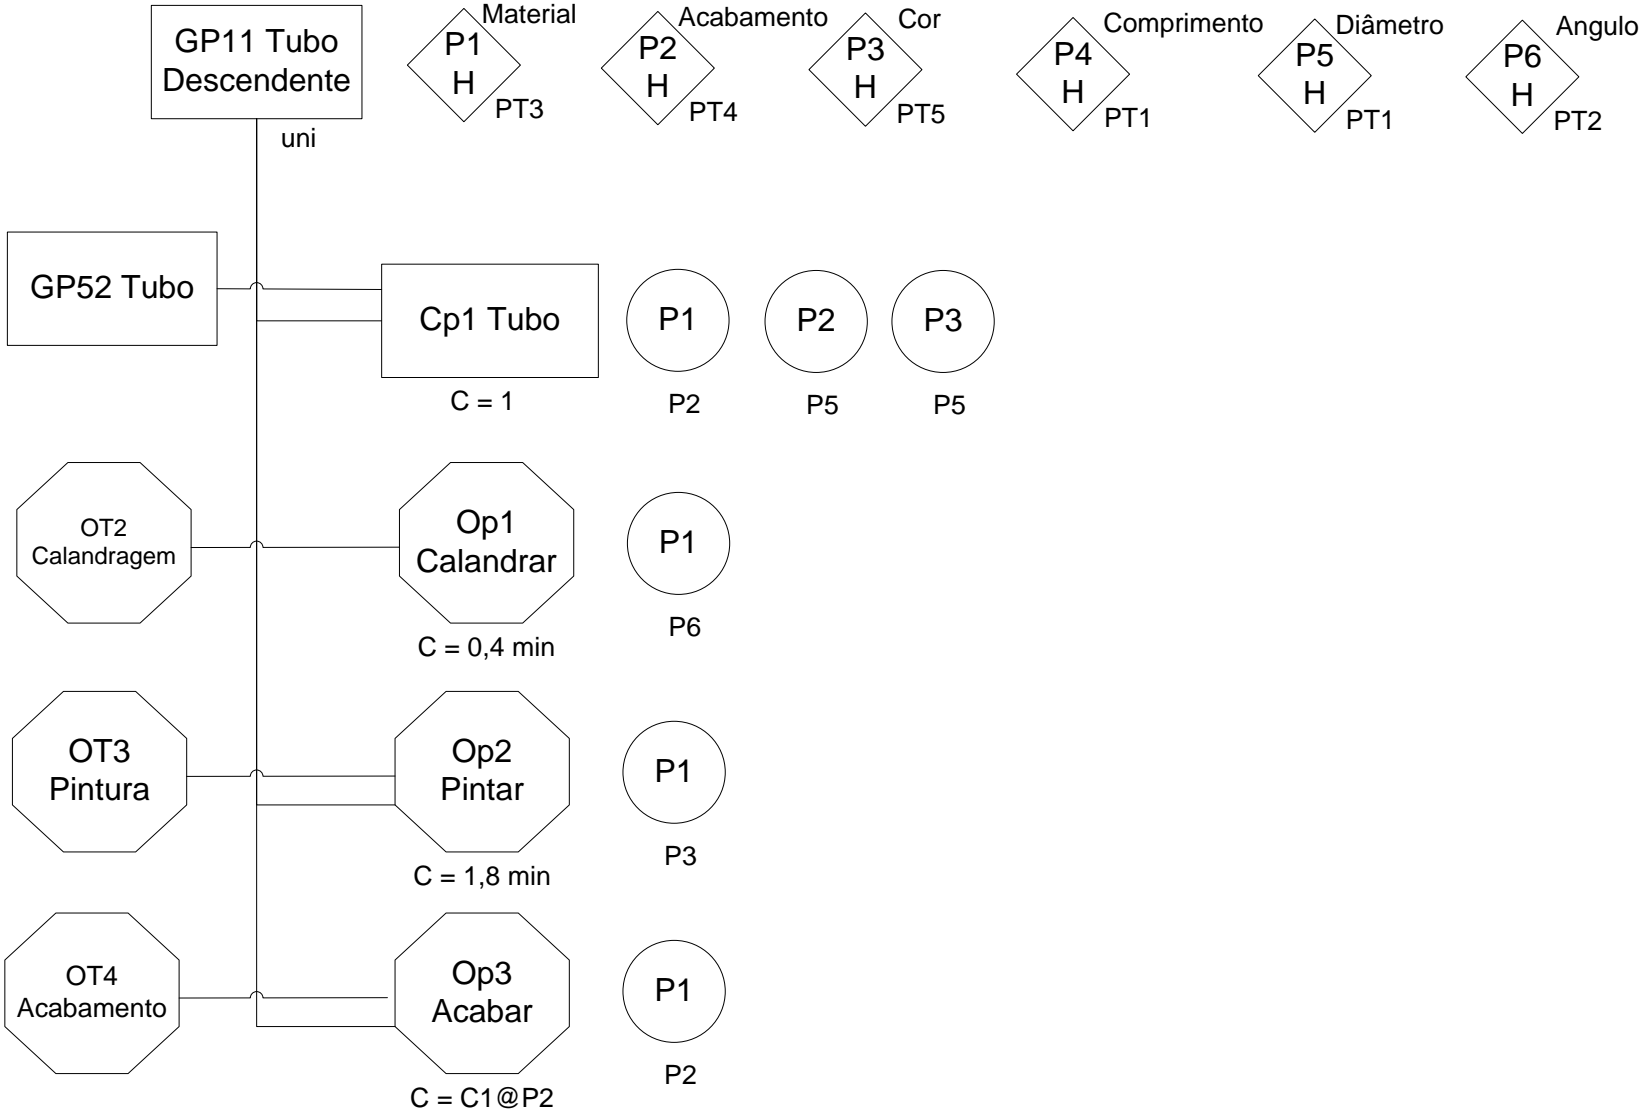 GP11 Tubo
Descendente
uni
Material
P1
H
PT3
Acabamento
P2
H
PT4
Cor
P3
H
PT5
Comprimento
P4
H
PT1
Diâmetro
P5
H
PT1
Angulo
P6
H
PT2
GP52 Tubo
Cp1 Tubo
C = 1
P1
P2
P2
P5
P3
P5
OT2
Calandragem
Op1
Calandrar
C = 0,4 min
P1
P6
OT3
Pintura
Op2
Pintar
C = 1,8 min
P1
P3
OT4
Acabamento
Op3
Acabar
C = C1@P2
P1
P2